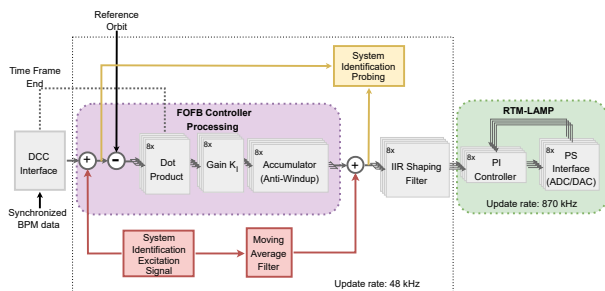 Reference
Orbit
System
Identification
Probing
Time Frame
End
FOFB Controller
Processing
RTM-LAMP
DCC
Interface
+
−
8x
Dot
Product
8x
Gain K_I
8x
Accumulator
(Anti-Windup)
+
8x
IIR Shaping
Filter
8x
PI
Controller
8x
PS
Interface
(ADC/DAC)
Update rate: 870 kHz
Synchronized
BPM data
System
Identification
Excitation
Signal
Moving
Average
Filter
Update rate: 48 kHz